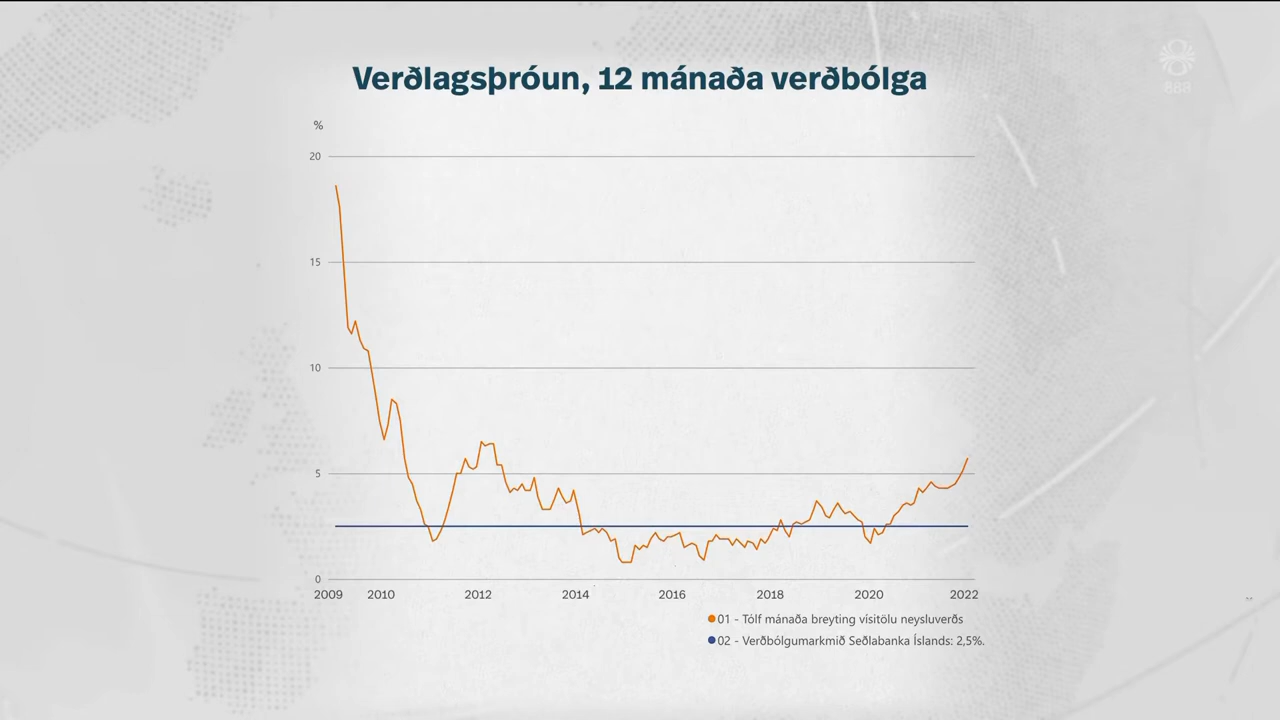 Verðlagsþróun, 12 mánaða verðbólga
888
%
20
15
10
5
0
2009 2010 2012 2014 2016 2018 2020 2022
01 - Tólf mánaða breyting vísitölu neysluverðs
02 - Verðbólgumarkmið Seðlabanka Íslands: 2,5%.